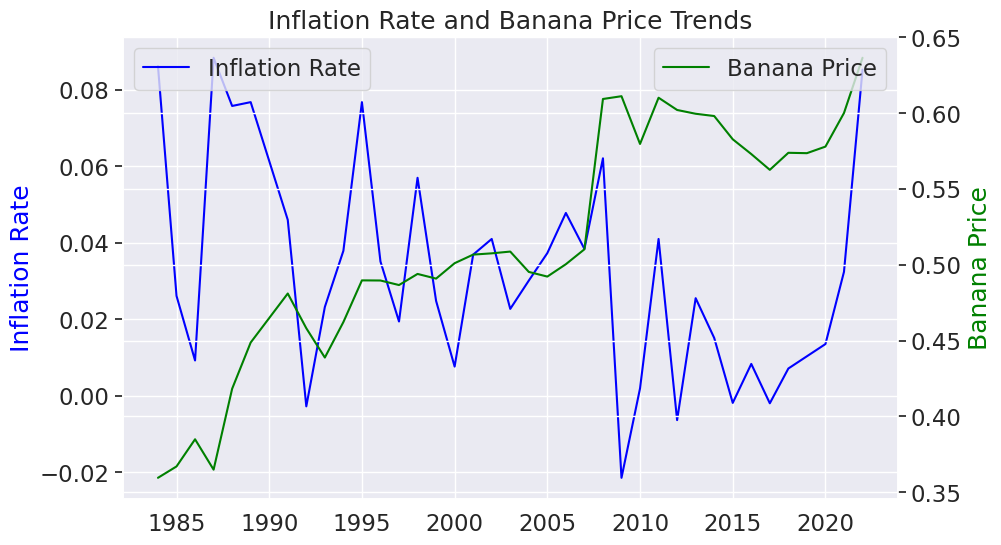 Inflation Rate and Banana Price Trends
Inflation Rate
Banana Price
0.08
0.06
0.04
0.02
0.00
−0.02
Inflation Rate
0.65
0.60
0.55
0.50
0.45
0.40
0.35
Banana Price
1985 1990 1995 2000 2005 2010 2015 2020